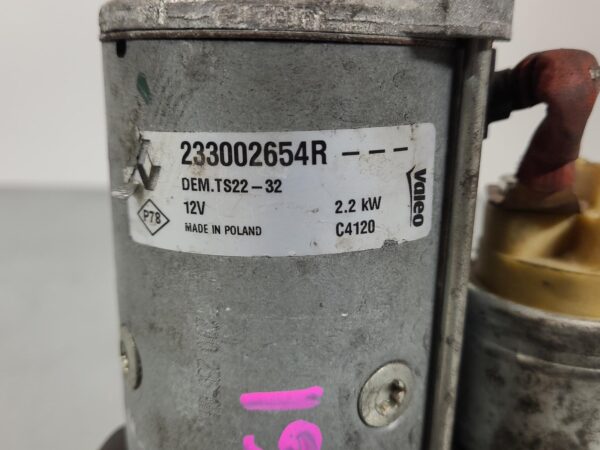 233002654R ---
DEM.TS22-32
12V 2.2 kW
P78
MADE IN POLAND C4120
Valeo